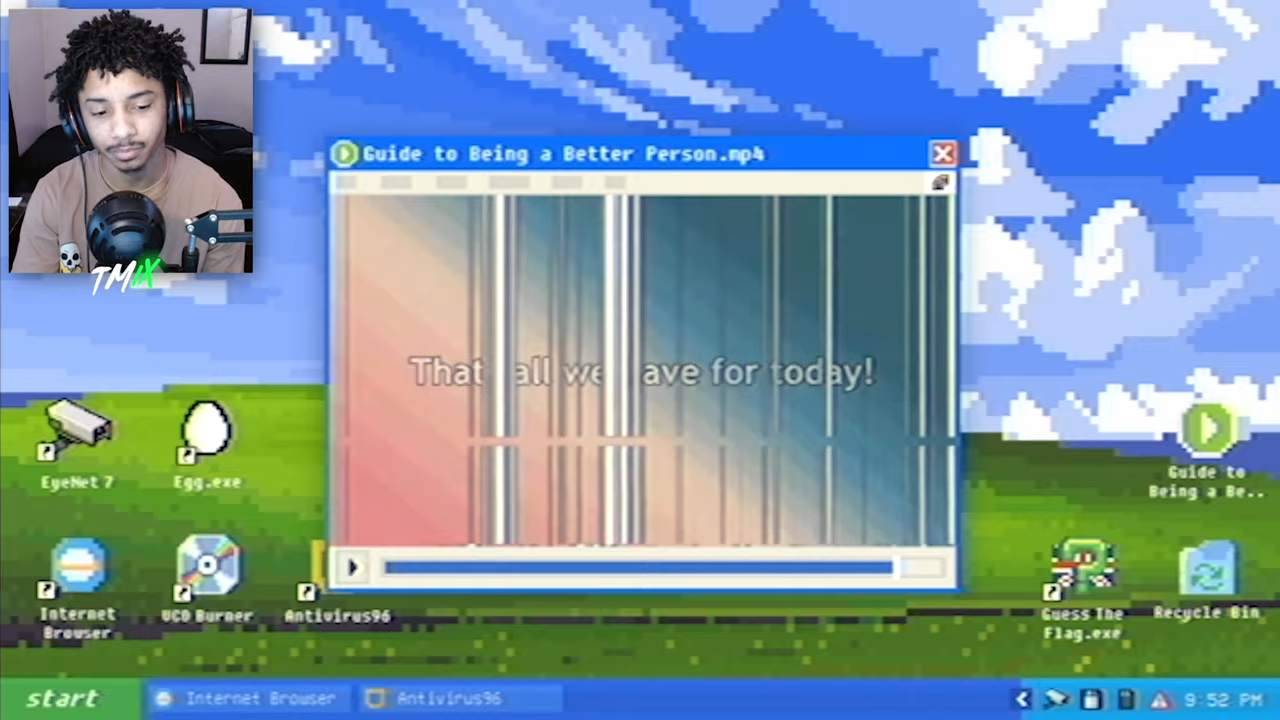 TMIX
Guide to Being a Better Person.mp4
That all we ave for today!
EyeNet 7
Egg.exe
Guide to
Being a Be..
Internet
Browser
VCD Burner
Antivirus96
Guess The
Flag.exe
Recycle Bin
start
Internet Browser
Antivirus96
9:52 PM